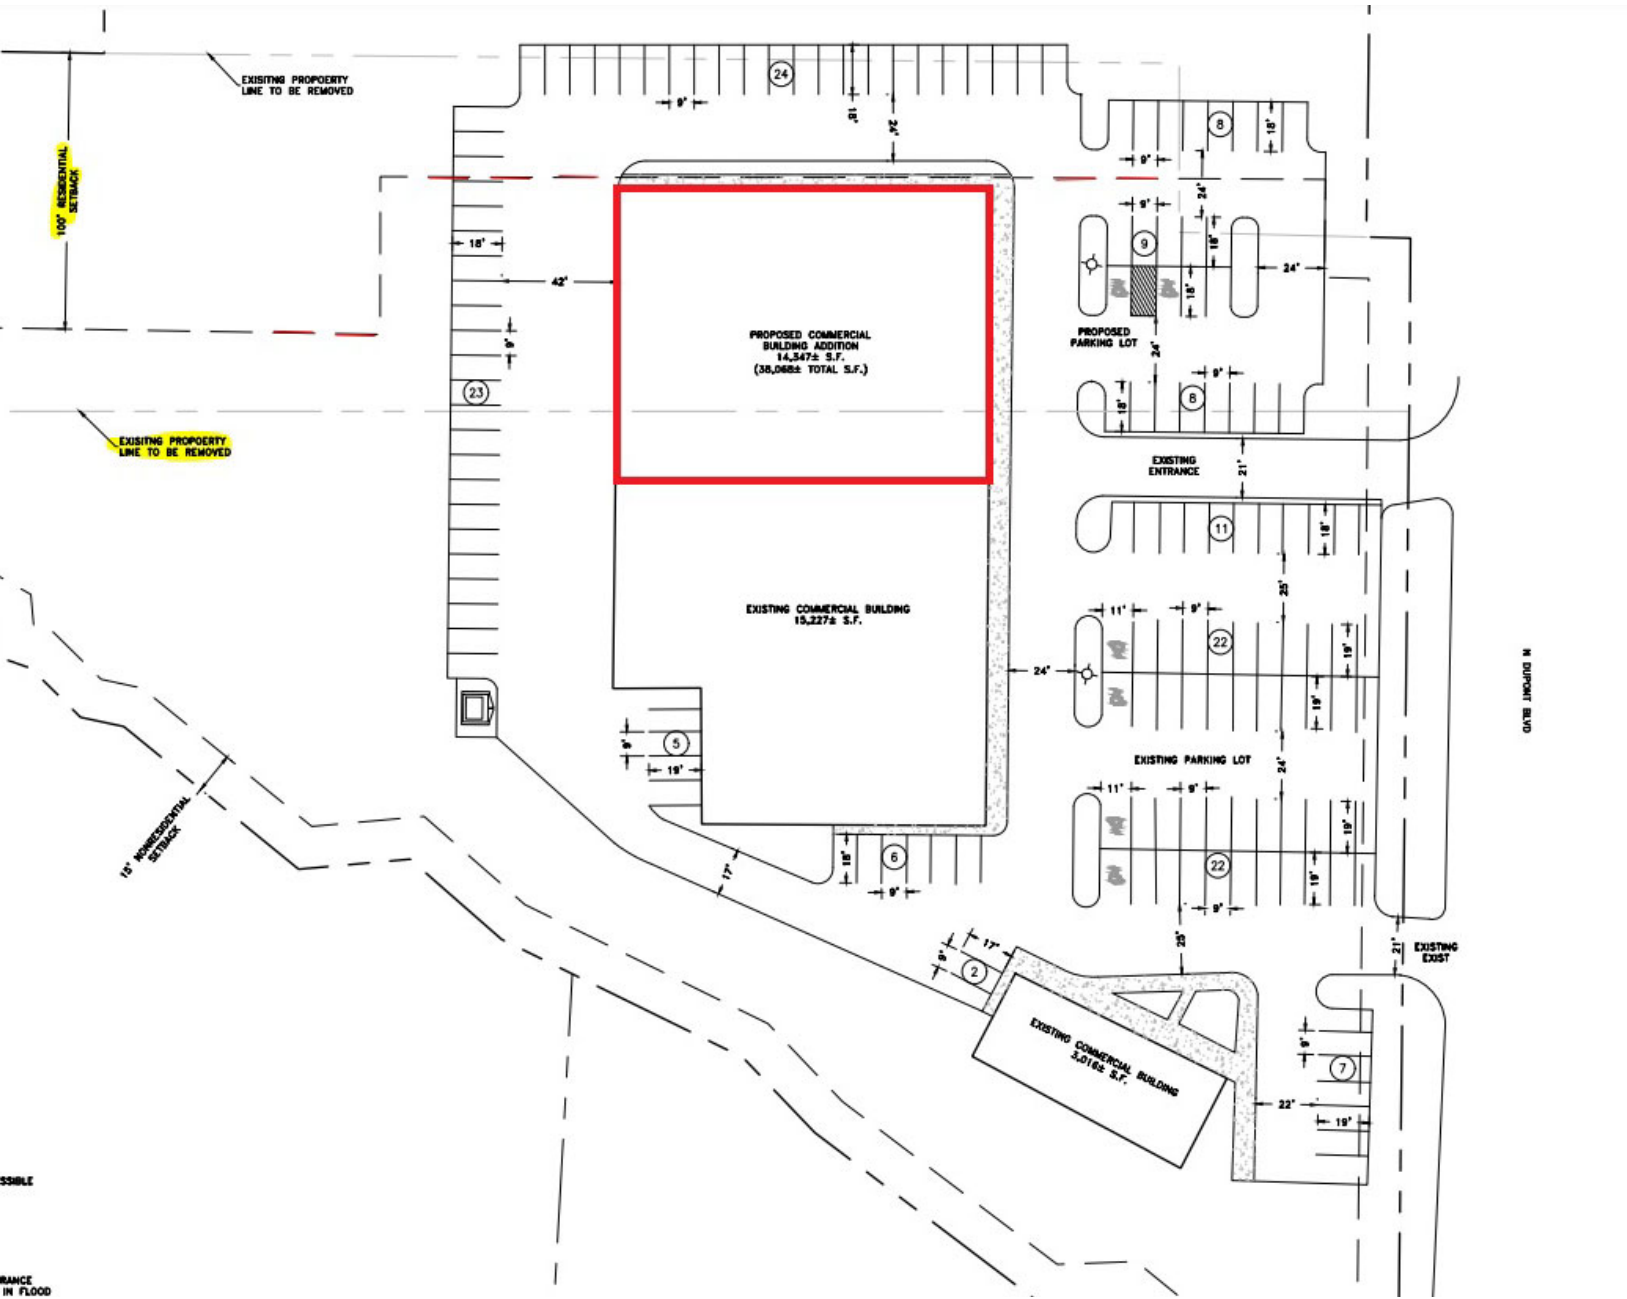 EXISITNG PROPOERTY
LINE TO BE REMOVED
24
9'
18'
24'
8
18'
9'
24'
9'
9
18'
24'
18'
24'
PROPOSED
PARKING LOT
9'
18'
8
100' RESIDENTIAL
SETBACK
18'
42'
9'
23
PROPOSED COMMERCIAL
BUILDING ADDITION
14,347± S.F.
(38,068± TOTAL S.F.)
EXISITNG PROPOERTY
LINE TO BE REMOVED
EXISTING
ENTRANCE
21'
11
18'
25'
EXISTING COMMERCIAL BUILDING
15,227± S.F.
11'
9'
22
19'
24'
19'
N DUPONT BLVD
EXISTING PARKING LOT
24'
9'
5
19'
11'
9'
19'
22
19'
9'
15' NONRESIDENTIAL
SETBACK
17'
18'
6
9'
25'
21'
EXISTING
EXIST
17'
9'
2
EXISTING COMMERCIAL BUILDING
3,016± S.F.
9'
7
22'
19'
SSIBLE
RANCE
IN FLOOD